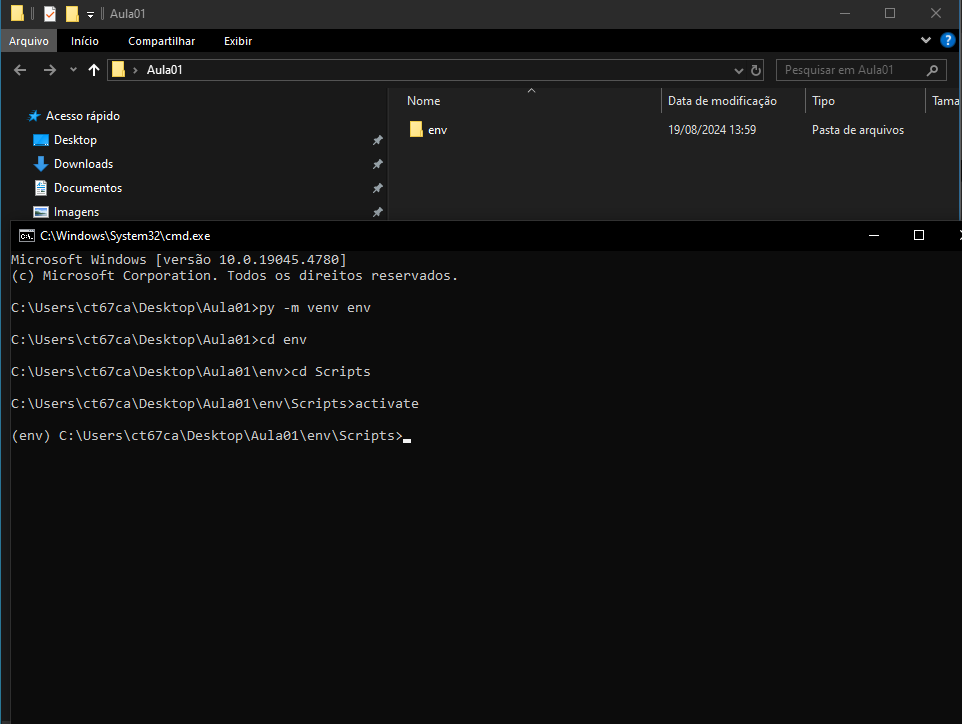 Aula01
Arquivo Início Compartilhar Exibir
Aula01 Pesquisar em Aula01
Nome Data de modificação Tipo Tama
Acesso rápido
env 19/08/2024 13:59 Pasta de arquivos
Desktop
Downloads
Documentos
Imagens
C:\Windows\System32\cmd.exe
Microsoft Windows [versão 10.0.19045.4780]
(c) Microsoft Corporation. Todos os direitos reservados.
C:\Users\ct67ca\Desktop\Aula01>py -m venv env
C:\Users\ct67ca\Desktop\Aula01>cd env
C:\Users\ct67ca\Desktop\Aula01\env>cd Scripts
C:\Users\ct67ca\Desktop\Aula01\env\Scripts>activate
(env) C:\Users\ct67ca\Desktop\Aula01\env\Scripts>